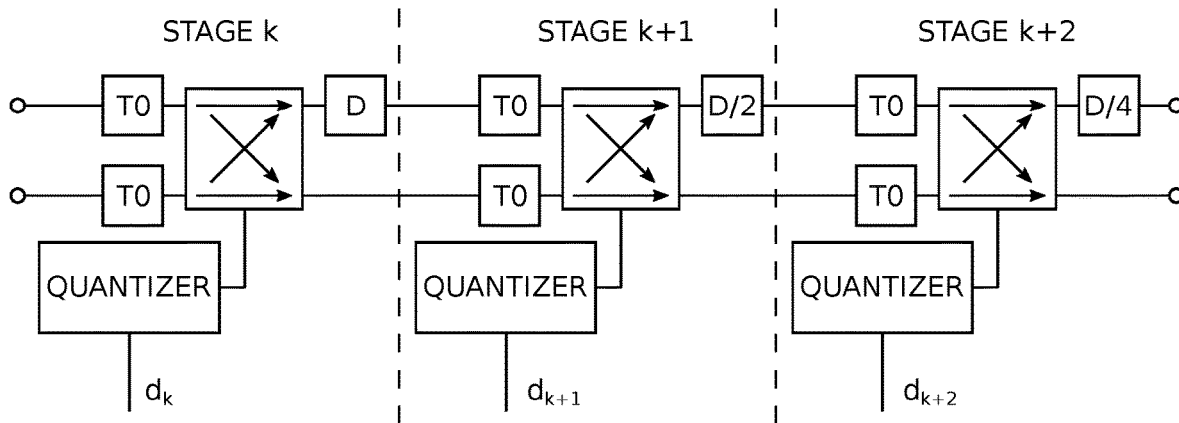 STAGE k
STAGE k+1
STAGE k+2
T0
D
T0
D/2
T0
D/4
T0
T0
T0
QUANTIZER
QUANTIZER
QUANTIZER
dₖ
dₖ₊₁
dₖ₊₂